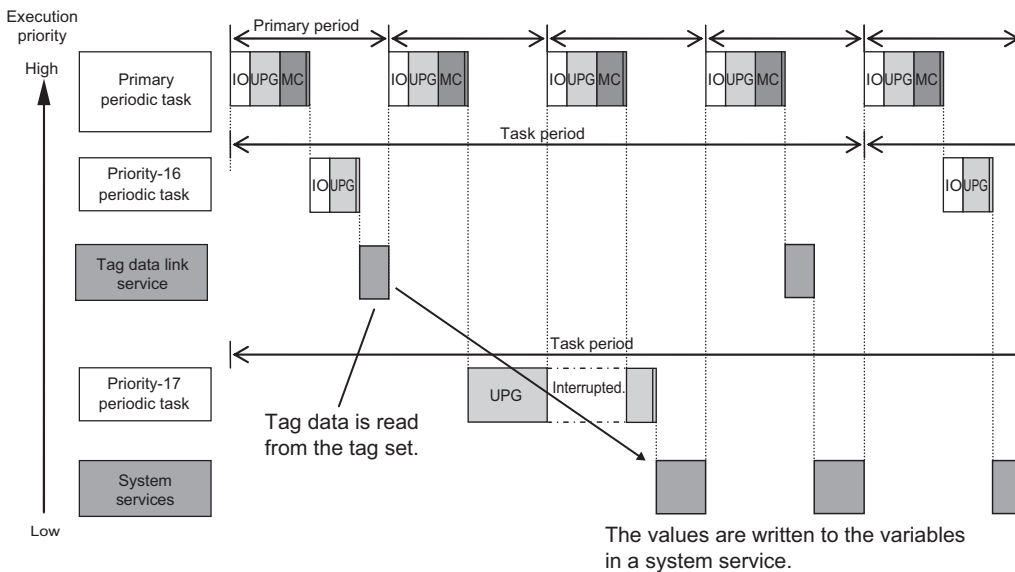 Execution
priority
High
Primary period
Primary
periodic task
IO UPG MC
IO UPG MC
IO UPG MC
IO UPG MC
IO UPG MC
Task period
Priority-16
periodic task
IO UPG
IO UPG
Tag data link
service
Task period
Priority-17
periodic task
UPG
Interrupted.
Tag data is read
from the tag set.
System
services
Low
The values are written to the variables
in a system service.